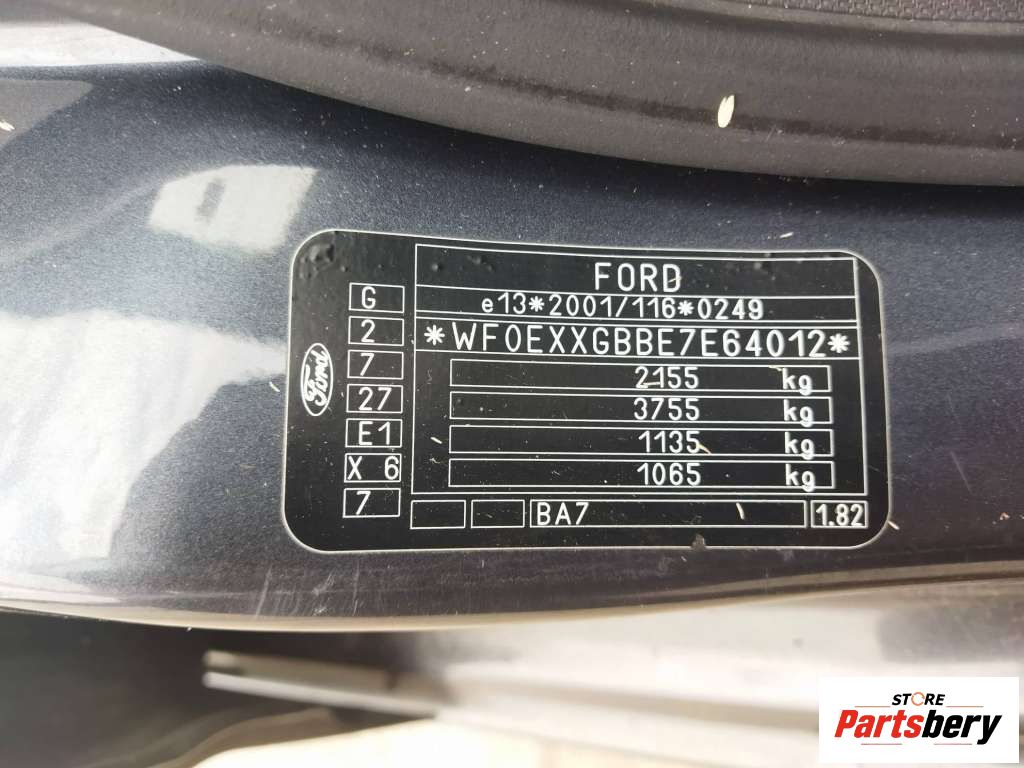 FORD
e13*2001/116*0249
*WF0EXXGBBE7E64012*
2155 kg
3755 kg
1135 kg
1065 kg
BA7 1.82
G
2
7
27
E1
X 6
7
Ford
STORE
Partsbery